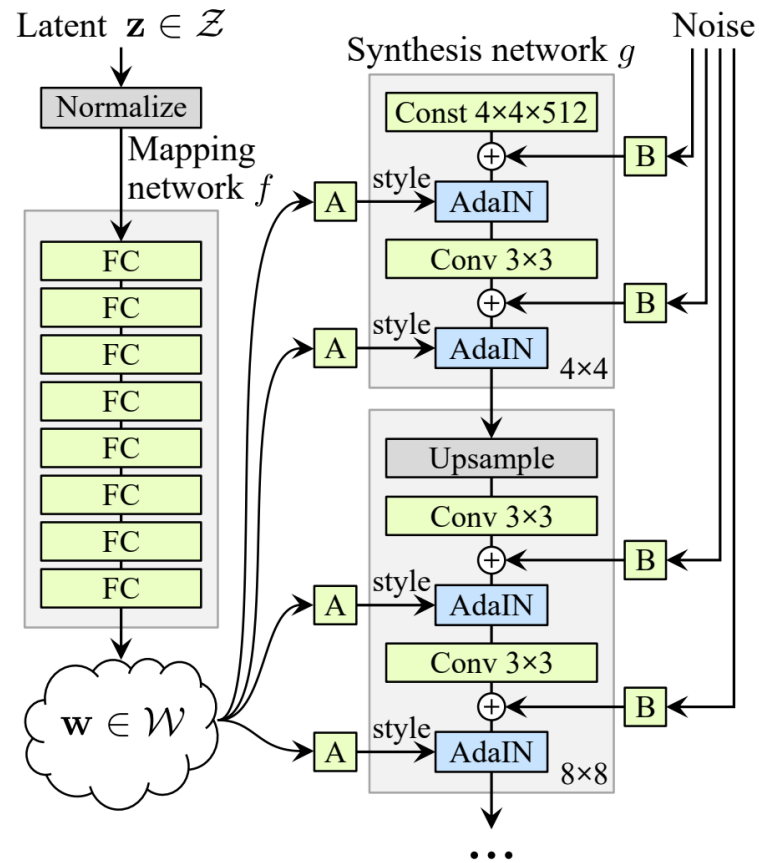 Latent z ∈ 𝒵
Normalize
Mapping
network f
FC
FC
FC
FC
FC
FC
FC
FC
w ∈ 𝒲
Synthesis network g
Noise
Const 4×4×512
B
A
style
AdaIN
Conv 3×3
B
A
style
AdaIN
4×4
Upsample
Conv 3×3
B
A
style
AdaIN
Conv 3×3
B
A
style
AdaIN
8×8
...